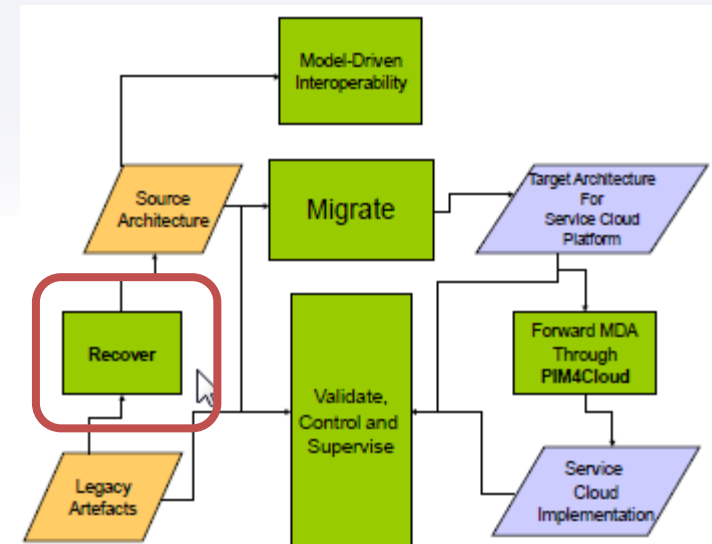 Model-Driven
Interoperability
Source
Architecture
Migrate
Target Architecture
For
Service Cloud
Platform
Recover
Validate,
Control and
Supervise
Forward MDA
Through
PIM4Cloud
Legacy
Artefacts
Service
Cloud
Implementation